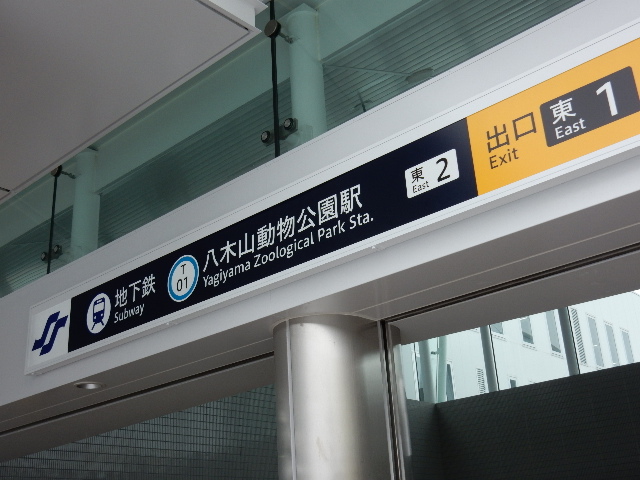 地下鉄
Subway
T
01
八木山動物公園駅
Yagiyama Zoological Park Sta.
東
East
2
出口
Exit
東
East
1